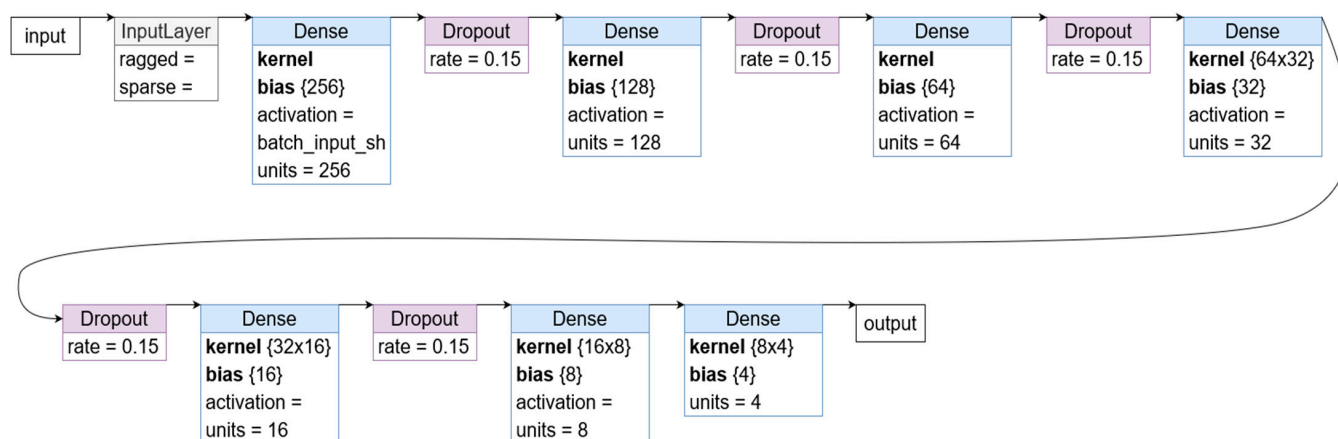 input
InputLayer
ragged =
sparse =
Dense
kernel
bias {256}
activation =
batch_input_sh
units = 256
Dropout
rate = 0.15
Dense
kernel
bias {128}
activation =
units = 128
Dropout
rate = 0.15
Dense
kernel
bias {64}
activation =
units = 64
Dropout
rate = 0.15
Dense
kernel {64x32}
bias {32}
activation =
units = 32
Dropout
rate = 0.15
Dense
kernel {32x16}
bias {16}
activation =
units = 16
Dropout
rate = 0.15
Dense
kernel {16x8}
bias {8}
activation =
units = 8
Dense
kernel {8x4}
bias {4}
units = 4
output